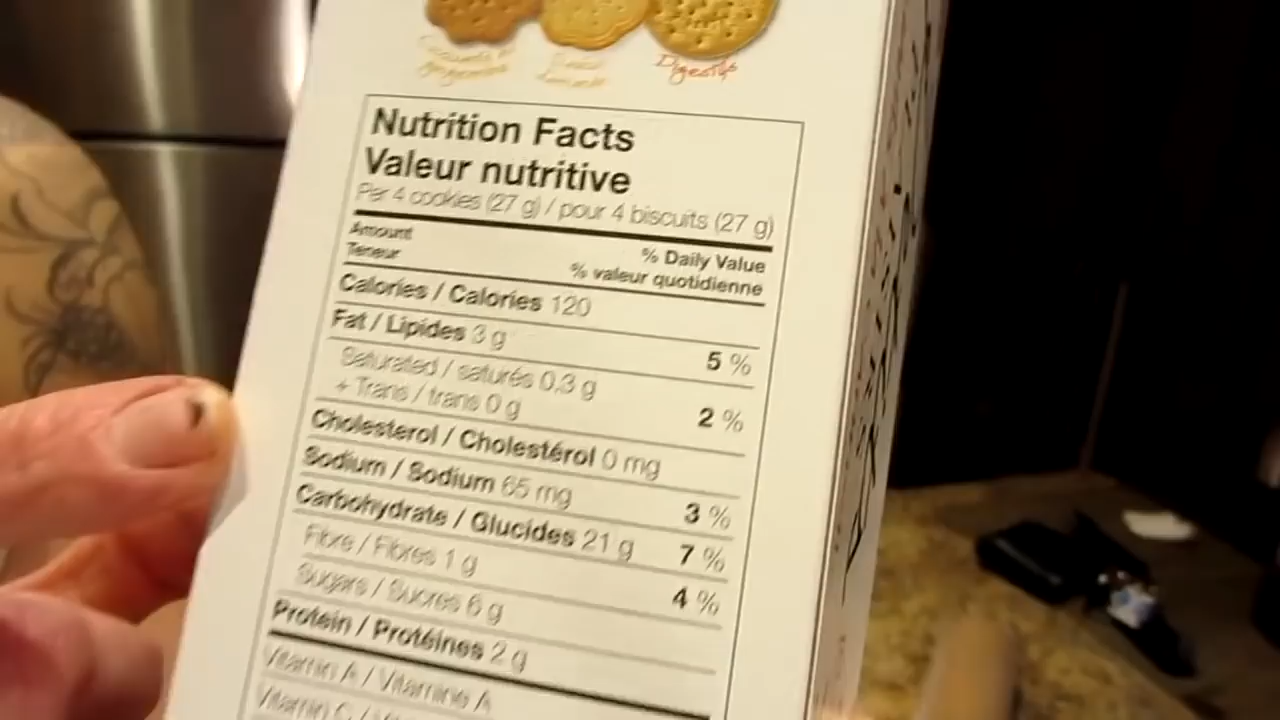 Digestifs
Nutrition Facts
Valeur nutritive
Per 4 cookies (27 g) / pour 4 biscuits (27 g)
Amount
Teneur
% Daily Value
% valeur quotidienne
Calories / Calories 120
Fat / Lipides 3 g 5 %
Saturated / saturés 0,3 g
+ Trans / trans 0 g 2 %
Cholesterol / Cholestérol 0 mg
Sodium / Sodium 65 mg 3 %
Carbohydrate / Glucides 21 g 7 %
Fibre / Fibres 1 g 4 %
Sugars / Sucres 6 g
Protein / Protéines 2 g
Vitamin A / Vitamine A
Vitamin C